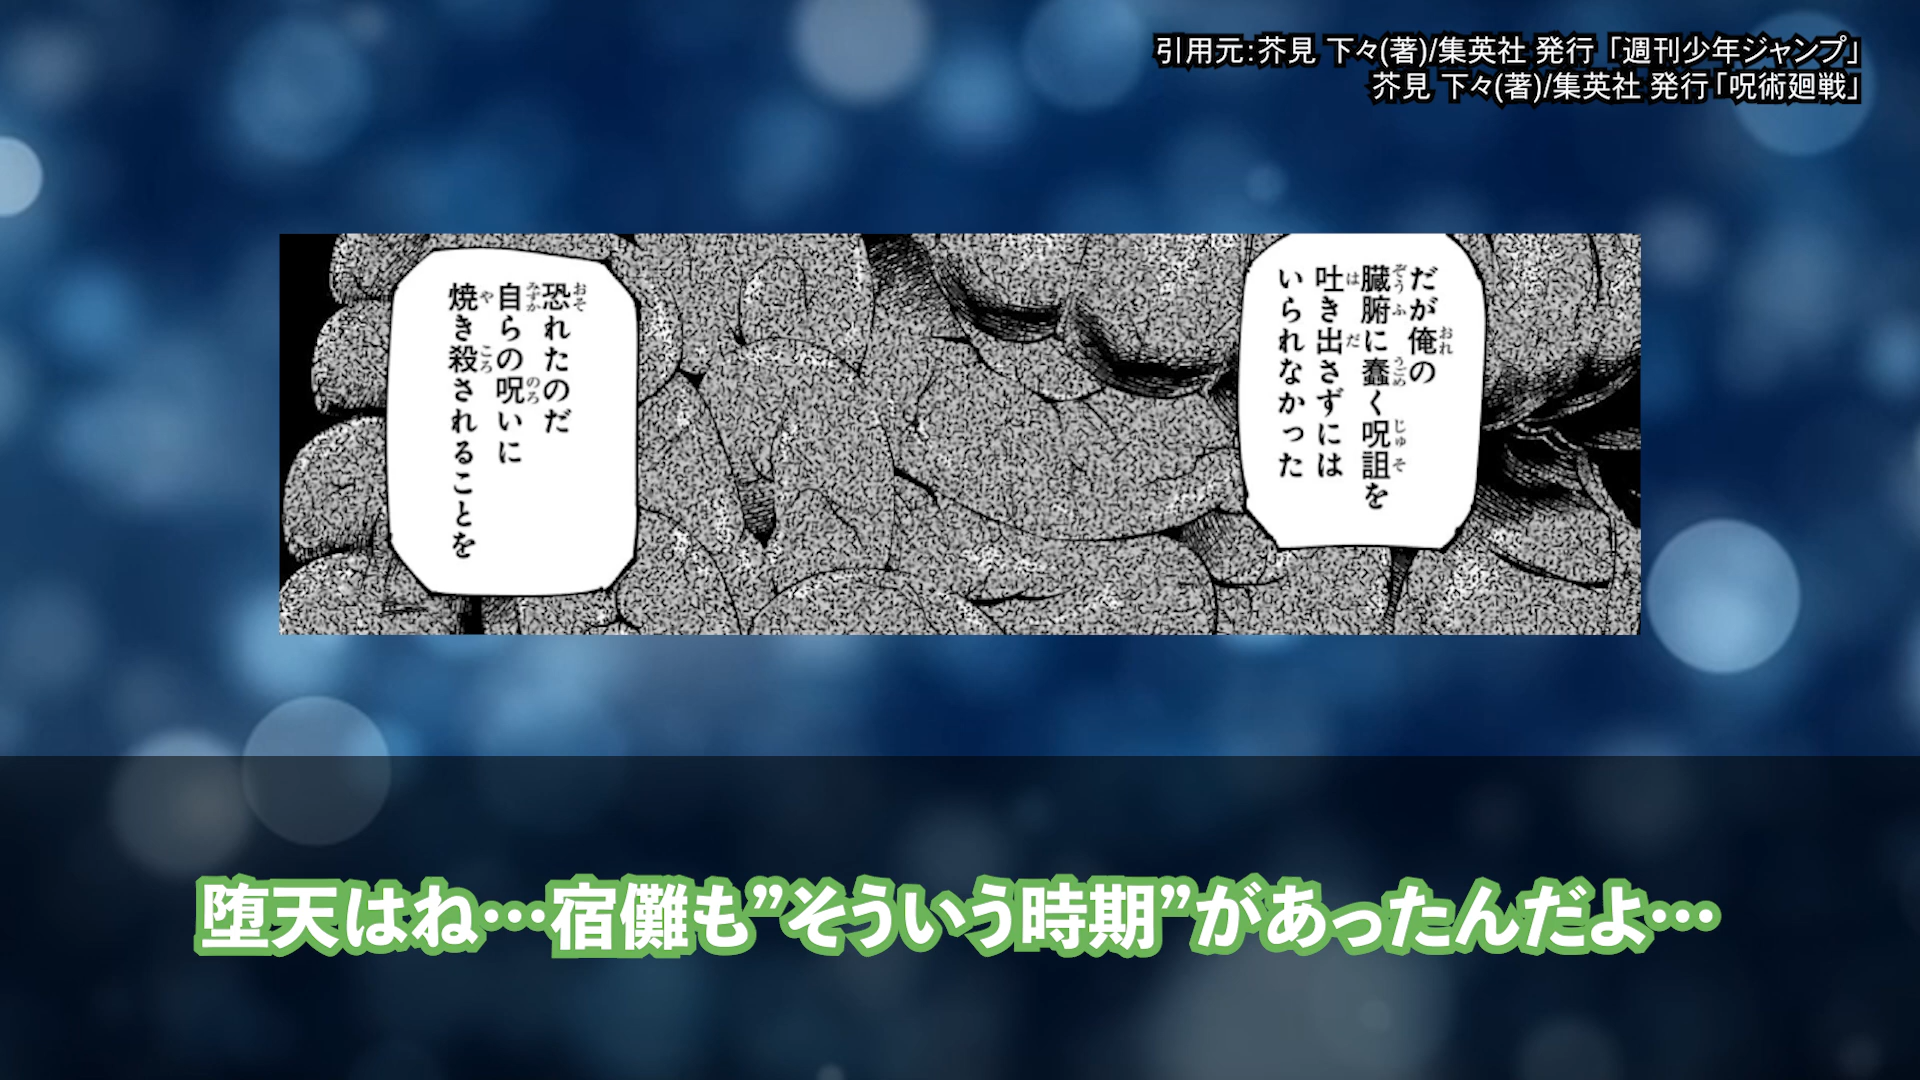 引用元：芥見 下々(著)/集英社 発行 「週刊少年ジャンプ」
芥見 下々(著)/集英社 発行「呪術廻戦」
だが俺の
臓腑に蠢く呪詛を
吐き出さずには
いられなかった
恐れたのだ
自らの呪いに
焼き殺されることを
堕天はね…宿儺も”そういう時期”があったんだよ…